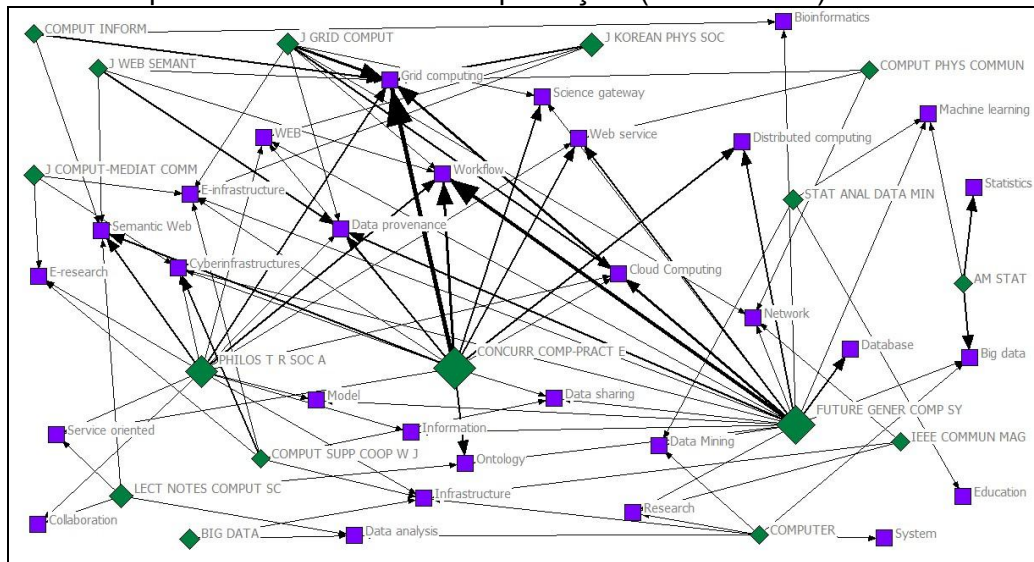 COMPUT INFORM
J GRID COMPUT
J KOREAN PHYS SOC
Bioinformatics
J WEB SEMANT
Grid computing
COMPUT PHYS COMMUN
Science gateway
Machine learning
WEB
Web service
Distributed computing
J COMPUT-MEDIAT COMM
Workflow
E-infrastructure
STAT ANAL DATA MIN
Statistics
Semantic Web
Data provenance
E-research
Cyberinfrastructures
Cloud Computing
AM STAT
Network
PHILOS T R SOC A
CONCURR COMP-PRACT E
Database
Big data
Model
Data sharing
FUTURE GENER COMP SY
Service oriented
Information
Data Mining
IEEE COMMUN MAG
COMPUT SUPP COOP W J
Ontology
LECT NOTES COMPUT SC
Infrastructure
Education
Collaboration
Research
BIG DATA
Data analysis
COMPUTER
System